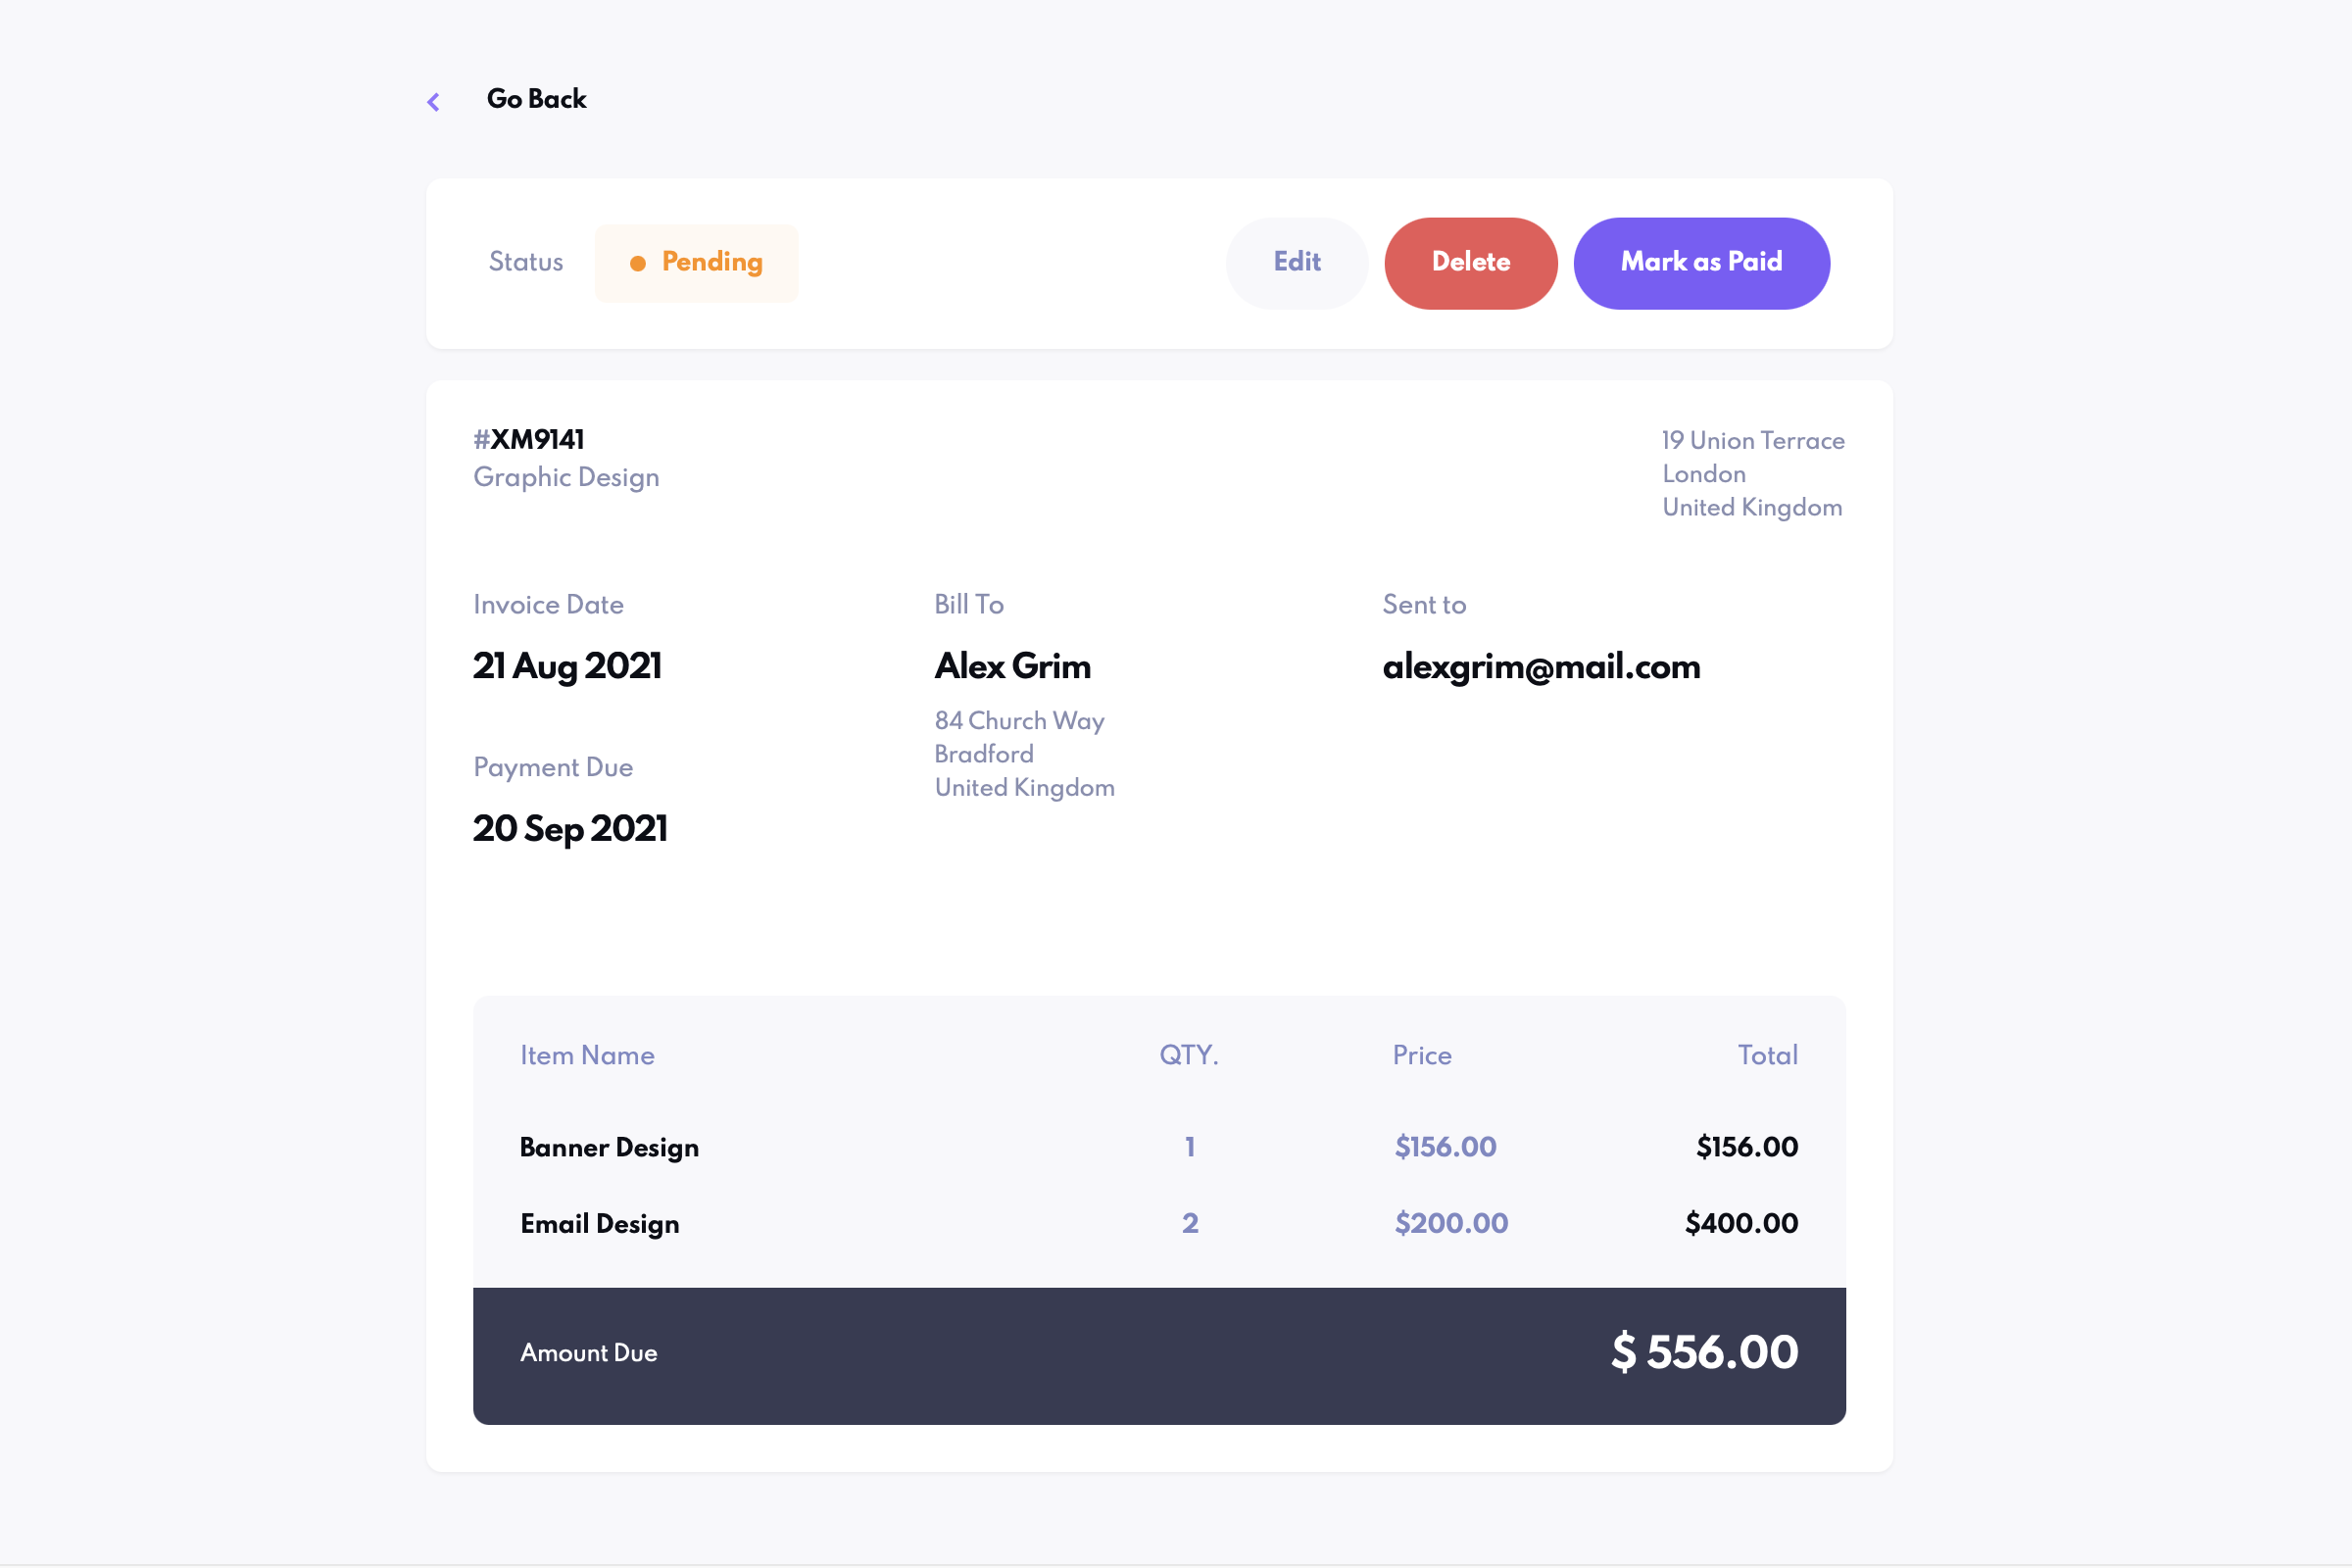 Go Back
Status
Pending
Edit
Delete
Mark as Paid
#XM9141
Graphic Design
19 Union Terrace
London
United Kingdom
Invoice Date
21 Aug 2021
Payment Due
20 Sep 2021
Bill To
Alex Grim
84 Church Way
Bradford
United Kingdom
Sent to
alexgrim@mail.com
Item Name QTY. Price Total
Banner Design 1 $156.00 $156.00
Email Design 2 $200.00 $400.00
Amount Due $ 556.00